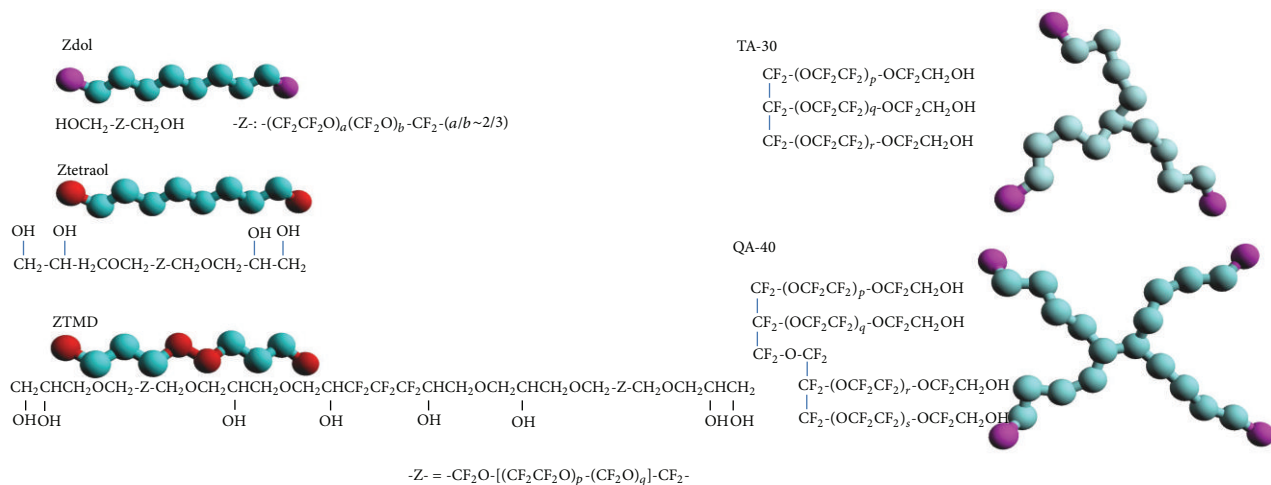 Zdol
HOCH₂-Z-CH₂OH -Z-: -(CF₂CF₂O)ₐ(CF₂O)b-CF₂-(a/b~2/3)
Ztetraol
OH OH OH OH
CH₂-CH-H₂COCH₂-Z-CH₂OCH₂-CH-CH₂
ZTMD
CH₂CHCH₂OCH₂-Z-CH₂OCH₂CHCH₂OCH₂CHCF₂CF₂CF₂CF₂CHCH₂OCH₂CHCH₂OCH₂-Z-CH₂OCH₂CHCH₂
OHOH OH OH OH OH OHOH
-Z- = -CF₂O-[(CF₂CF₂O)p-(CF₂O)q]-CF₂-
TA-30
CF₂-(OCF₂CF₂)p-OCF₂CH₂OH
CF₂-(OCF₂CF₂)q-OCF₂CH₂OH
CF₂-(OCF₂CF₂)r-OCF₂CH₂OH
QA-40
CF₂-(OCF₂CF₂)p-OCF₂CH₂OH
CF₂-(OCF₂CF₂)q-OCF₂CH₂OH
CF₂-O-CF₂
CF₂-(OCF₂CF₂)r-OCF₂CH₂OH
CF₂-(OCF₂CF₂)s-OCF₂CH₂OH